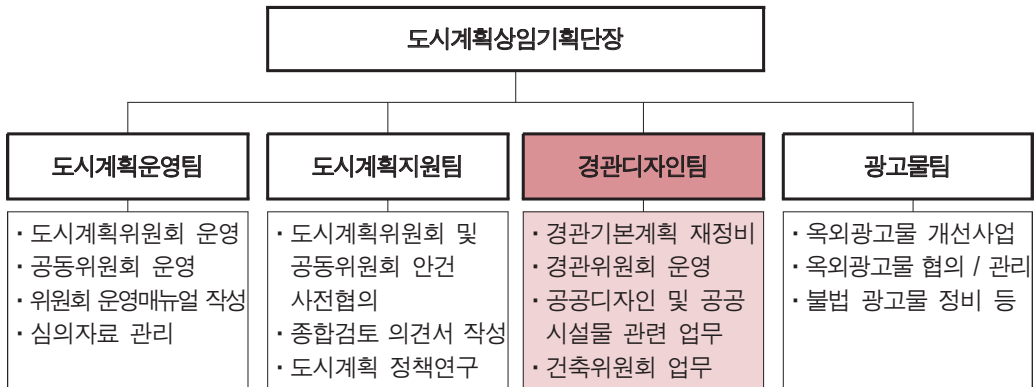 도시계획상임기획단장
도시계획운영팀
· 도시계획위원회 운영
· 공동위원회 운영
· 위원회 운영매뉴얼 작성
· 심의자료 관리
도시계획지원팀
· 도시계획위원회 및
공동위원회 안건
사전협의
· 종합검토 의견서 작성
· 도시계획 정책연구
경관디자인팀
· 경관기본계획 재정비
· 경관위원회 운영
· 공공디자인 및 공공
시설물 관련 업무
· 건축위원회 업무
광고물팀
· 옥외광고물 개선사업
· 옥외광고물 협의 / 관리
· 불법 광고물 정비 등